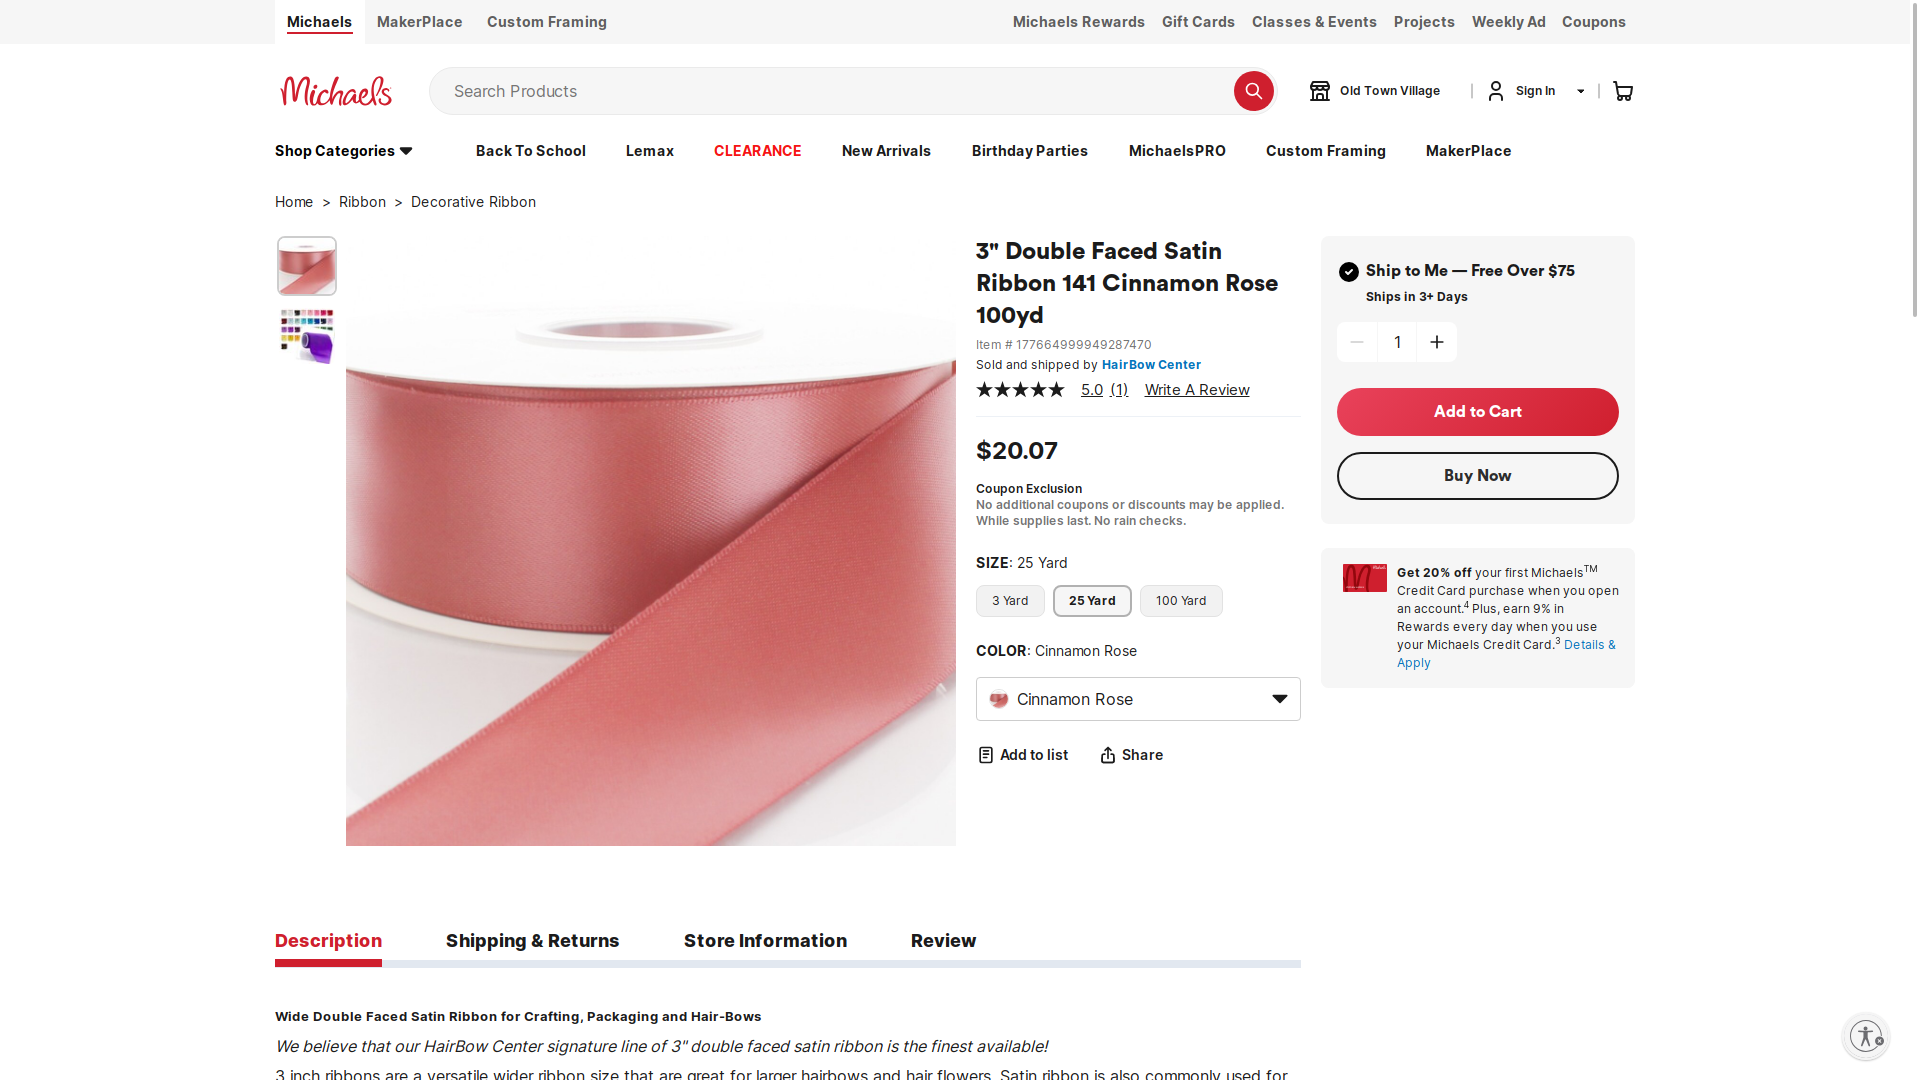 Michaels
MakerPlace
Custom Framing
Michaels Rewards
Gift Cards
Classes & Events
Projects
Weekly Ad
Coupons
Michaels
Search Products
Old Town Village
Sign In
Shop Categories
Back To School
Lemax
CLEARANCE
New Arrivals
Birthday Parties
MichaelsPRO
Custom Framing
MakerPlace
Home > Ribbon > Decorative Ribbon
3" Double Faced Satin
Ribbon 141 Cinnamon Rose
100yd
Item # 177664999949287470
Sold and shipped by HairBow Center
5.0 (1) Write A Review
$20.07
Coupon Exclusion
No additional coupons or discounts may be applied.
While supplies last. No rain checks.
SIZE: 25 Yard
3 Yard
25 Yard
100 Yard
COLOR: Cinnamon Rose
Cinnamon Rose
Add to list
Share
Ship to Me — Free Over $75
Ships in 3+ Days
1
Add to Cart
Buy Now
Get 20% off your first Michaels™
Credit Card purchase when you open
an account.⁴ Plus, earn 9% in
Rewards every day when you use
your Michaels Credit Card.³ Details &
Apply
Description
Shipping & Returns
Store Information
Review
Wide Double Faced Satin Ribbon for Crafting, Packaging and Hair-Bows
We believe that our HairBow Center signature line of 3" double faced satin ribbon is the finest available!
3 inch ribbons are a versatile wider ribbon size that are great for larger hairbows and hair flowers. Satin ribbon is also commonly used for